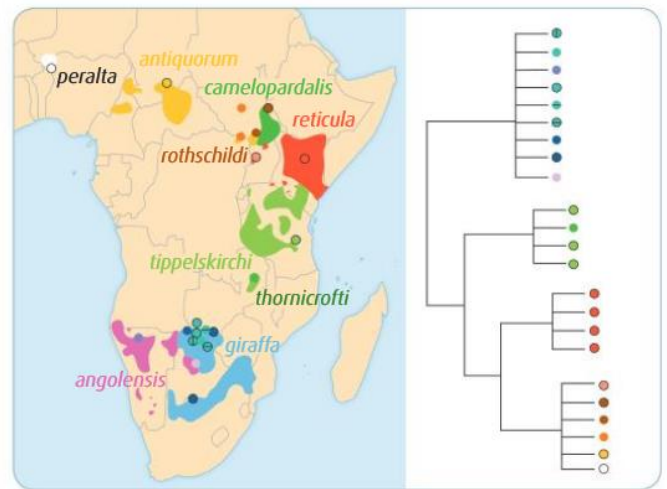 antiquorum
peralta
camelopardalis
reticula
rothschildi
tippelskirchi
thornicrofti
giraffa
angolensis